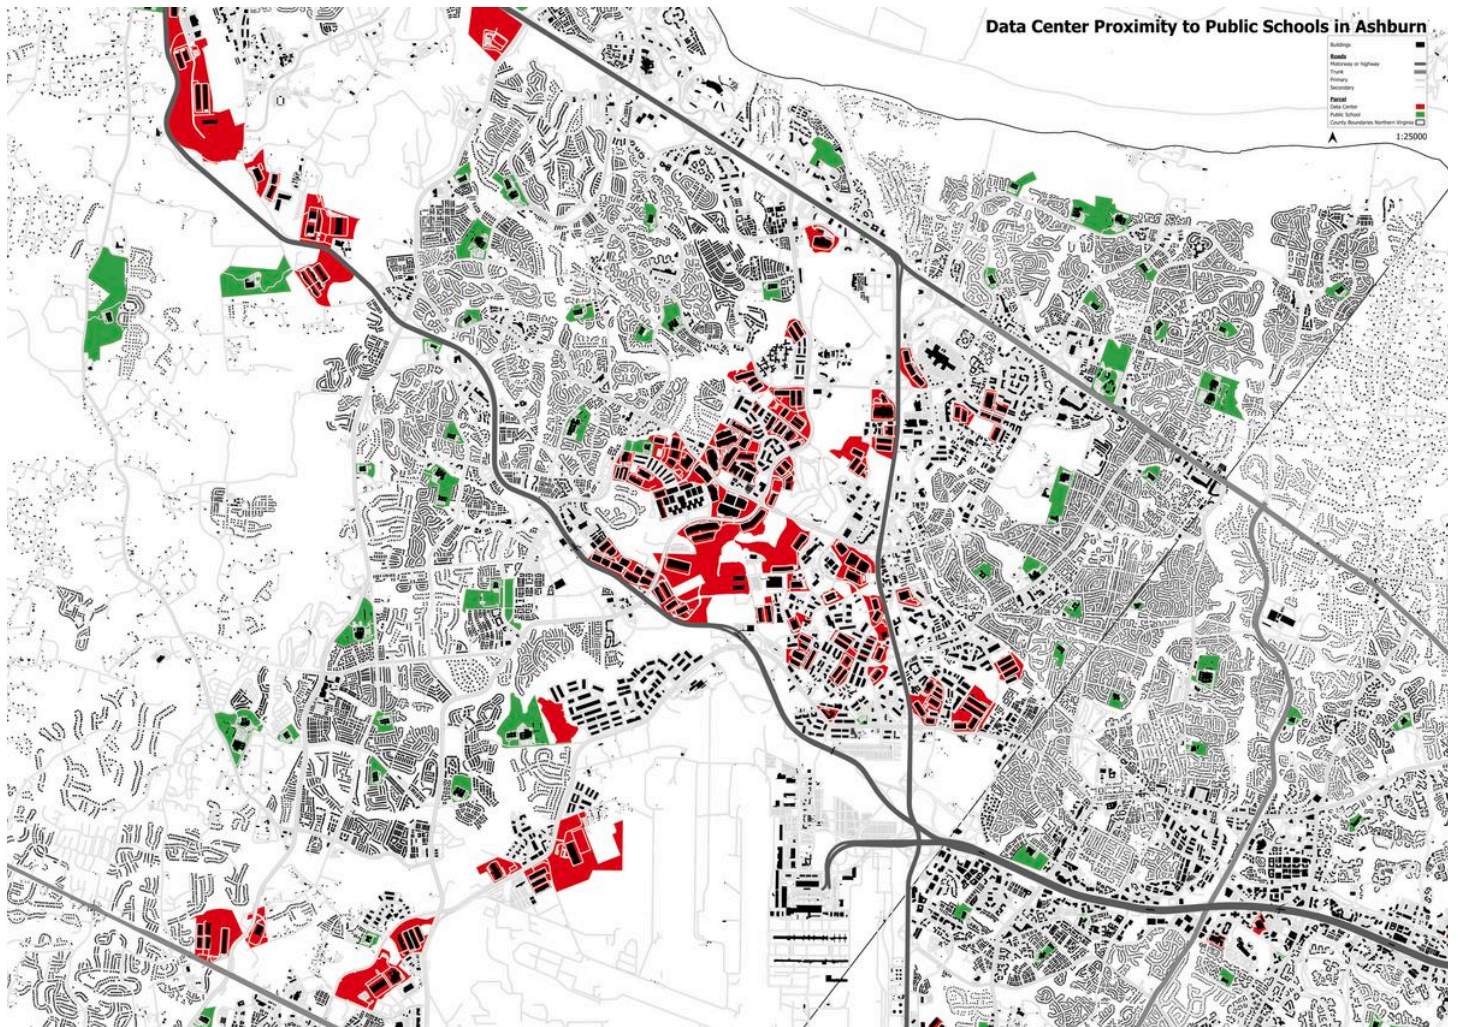 Data Center Proximity to Public Schools in Ashburn
Buildings
Roads
Motorway or highway
Trunk
Primary
Secondary
Parcel
Data Center
Public School
County Boundaries Northern Virginia
1:25000